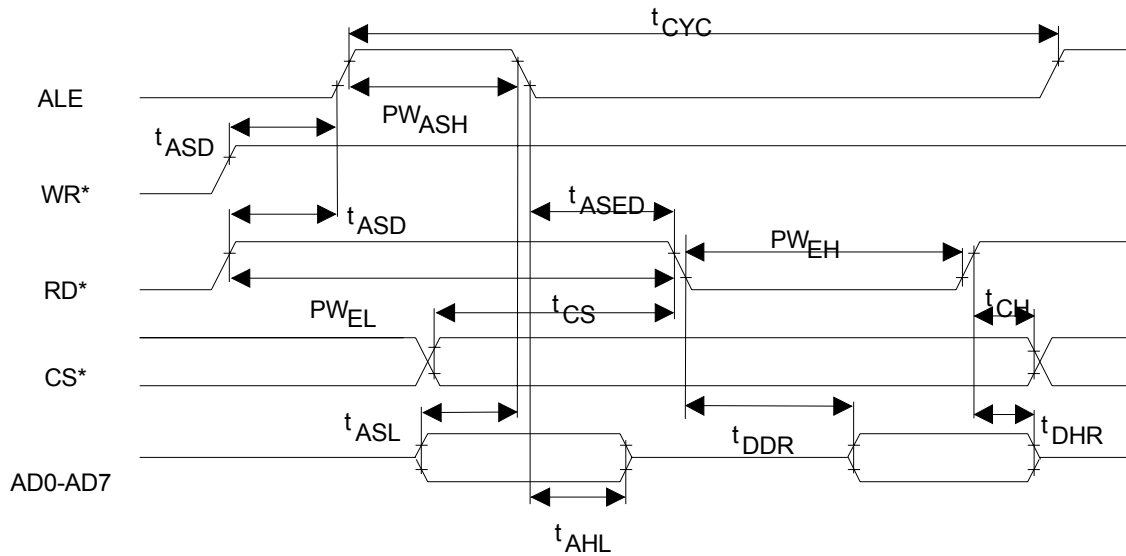 tCYC
ALE
PWASH
tASD
WR*
tASED
tASD
PWEH
RD*
tCS
tCH
PWEL
CS*
tASL
tDDR
tDHR
AD0-AD7
tAHL